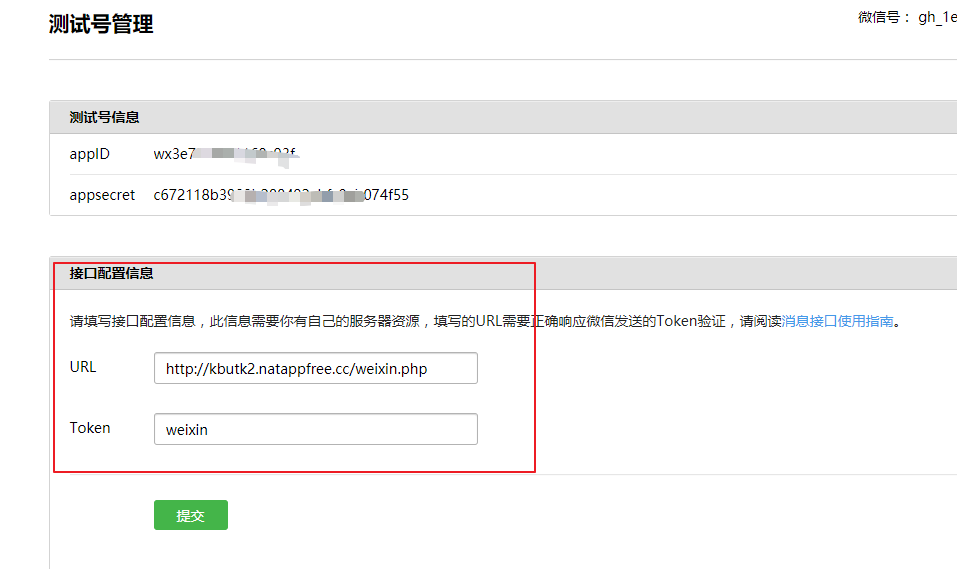 测试号管理
微信号： gh_1e
测试号信息
appID wx3e7
appsecret c672118b39 074f55
接口配置信息
请填写接口配置信息，此信息需要你有自己的服务器资源，填写的URL需要正确响应微信发送的Token验证，请阅读消息接口使用指南。
URL http://kbutk2.natappfree.cc/weixin.php
Token weixin
提交